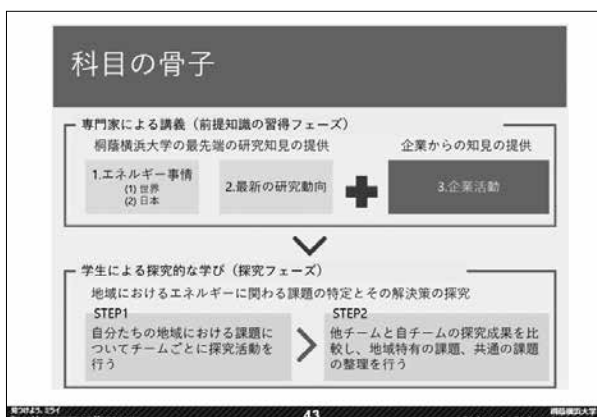 科目の骨子
専門家による講義（前提知識の習得フェーズ）
桐蔭横浜大学の最先端の研究知見の提供
企業からの知見の提供
1.エネルギー事情
(1) 世界
(2) 日本
2.最新の研究動向
3.企業活動
学生による探究的な学び（探究フェーズ）
地域におけるエネルギーに関わる課題の特定とその解決策の探究
STEP1
自分たちの地域における課題に
ついてチームごとに探究活動を
行う
STEP2
他チームと自チームの探究成果を比
較し、地域特有の課題、共通の課題
の整理を行う
見つけよう、ミライ
43
桐蔭横浜大学